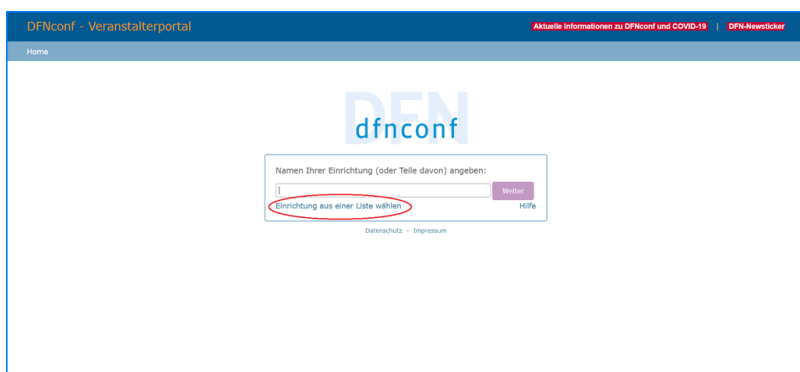 DFNconf - Veranstalterportal
Aktuelle Informationen zu DFNconf und COVID-19 | DFN-Newsticker
Home
DFN
dfnconf
Namen Ihrer Einrichtung (oder Teile davon) angeben:
Weiter
Einrichtung aus einer Liste wählen Hilfe
Datenschutz - Impressum